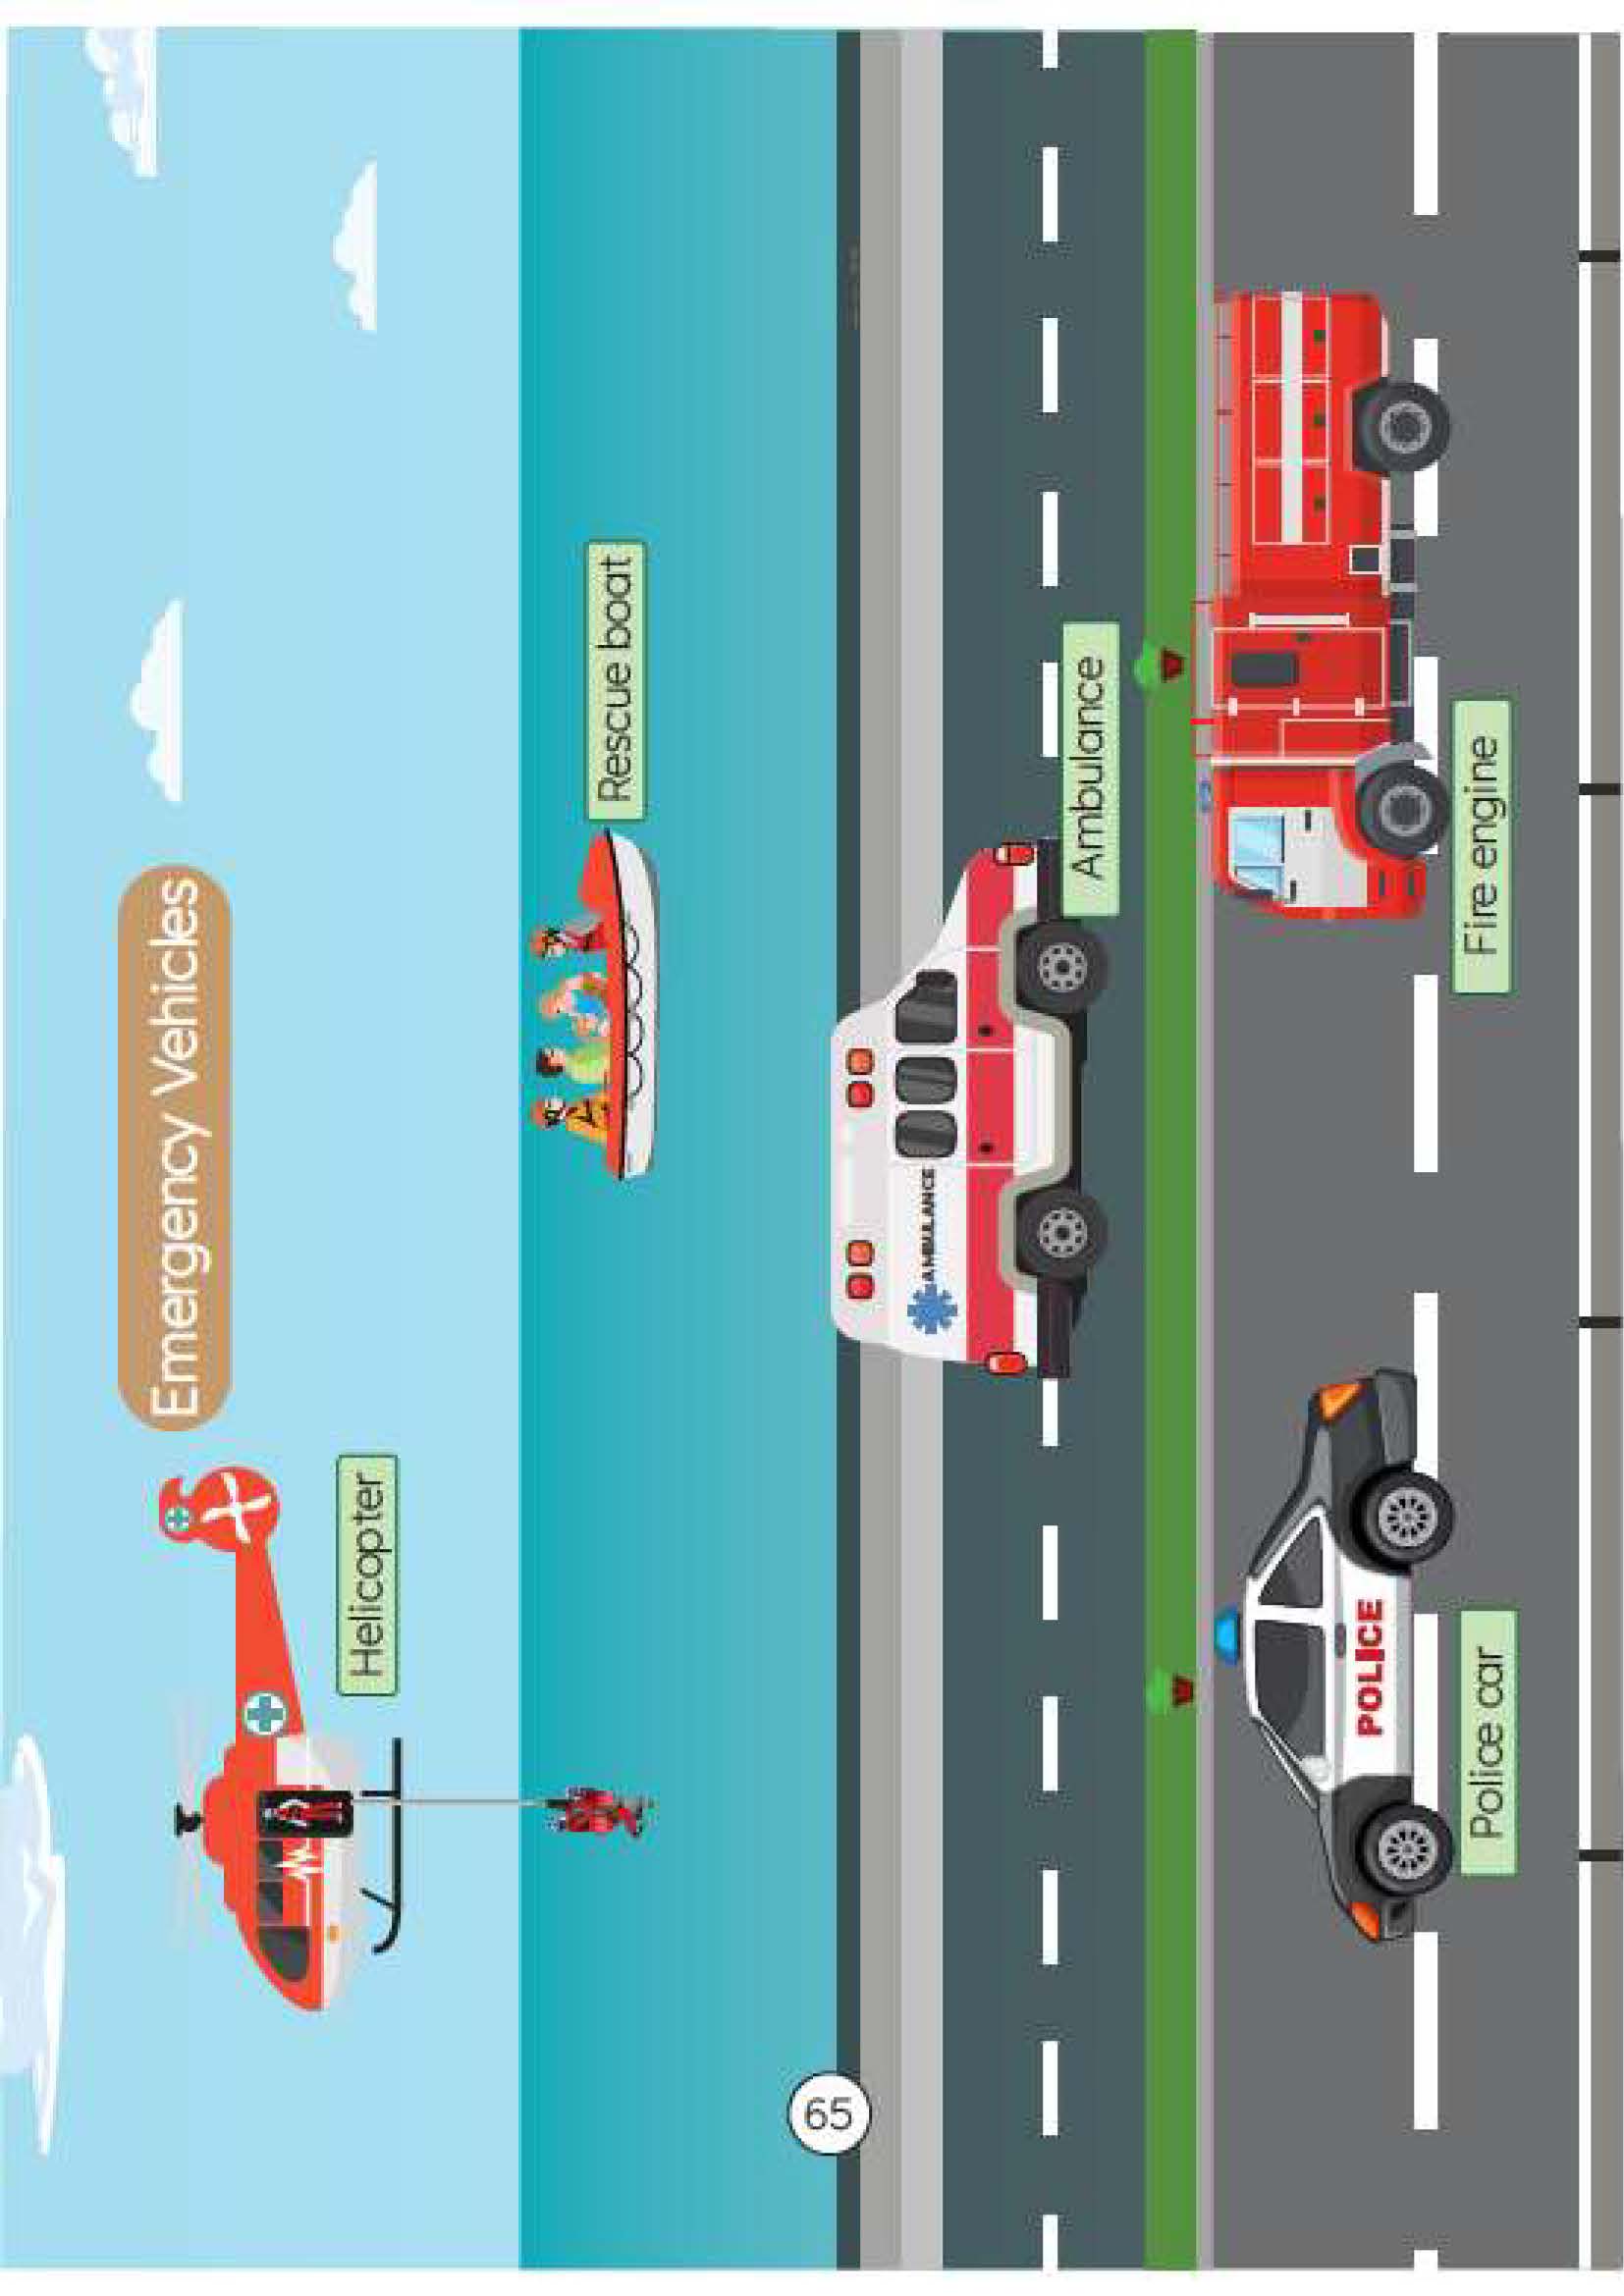 Emergency Vehicles
Helicopter
Rescue boat
AMBULANCE
Ambulance
POLICE
Police car
Fire engine
65